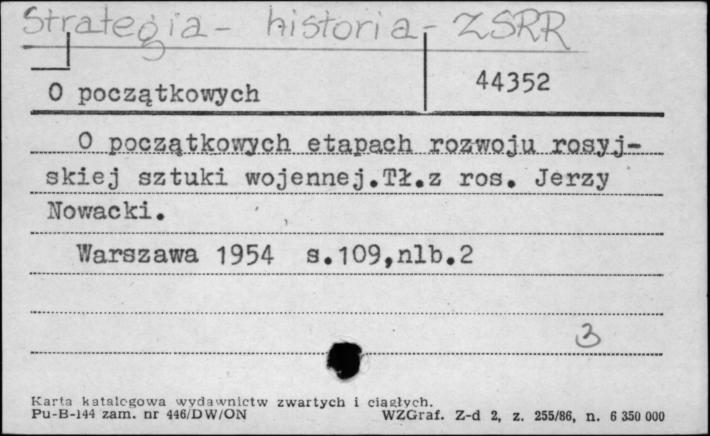 Strategia - historia - ZSRR
44352
O początkowych
O początkowych etapach rozwoju rosyj-
skiej sztuki wojennej.Tł.z ros. Jerzy
Nowacki.
Warszawa 1954 s.109,nlb.2
3
Karta katalogowa wydawnictw zwartych i ciągłych.
Pu-B-144 zam. nr 446/DW/ON WZGraf. Z-d 2, z. 255/86, n. 6 350 000